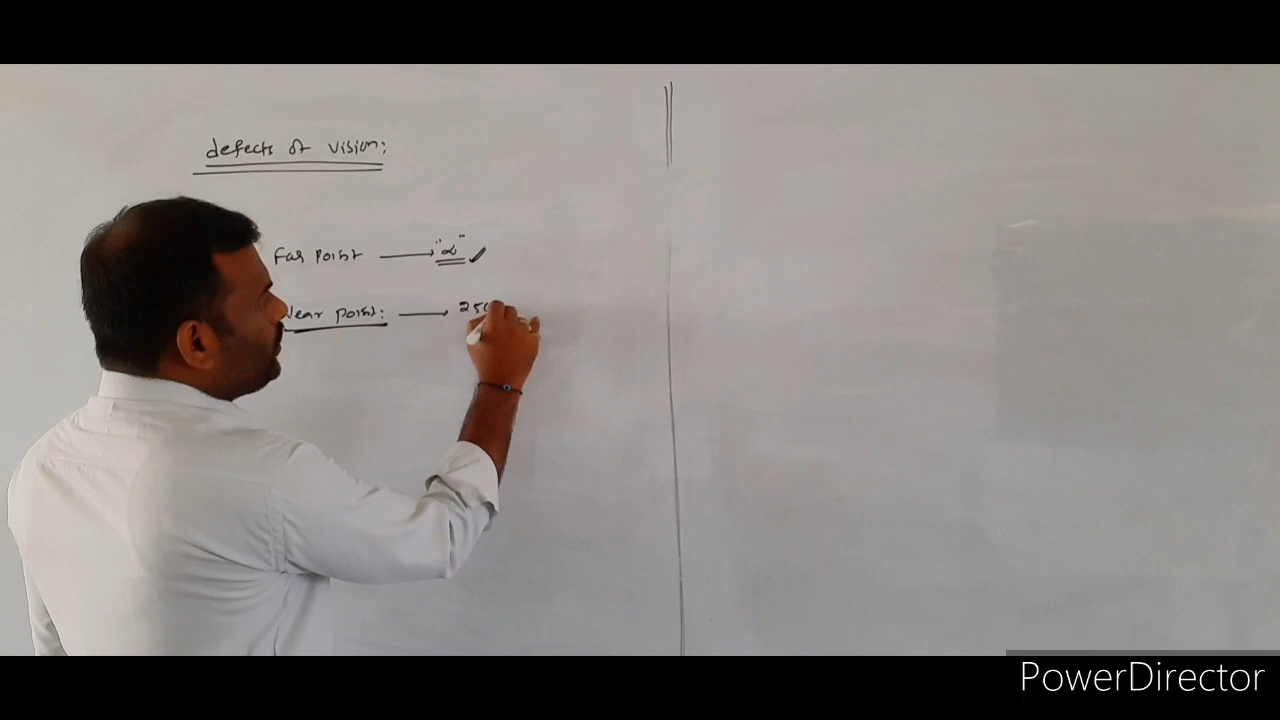 defects of vision:
Far point → "α" ✓
Near point: → 25
PowerDirector